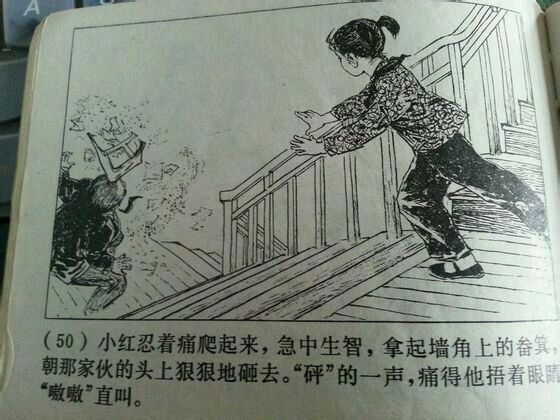 A
(50) 小红忍着痛爬起来，急中生智，拿起墙角上的畚箕，
朝那家伙的头上狠狠地砸去。“砰”的一声，痛得他捂着眼睛
“嗷嗷”直叫。